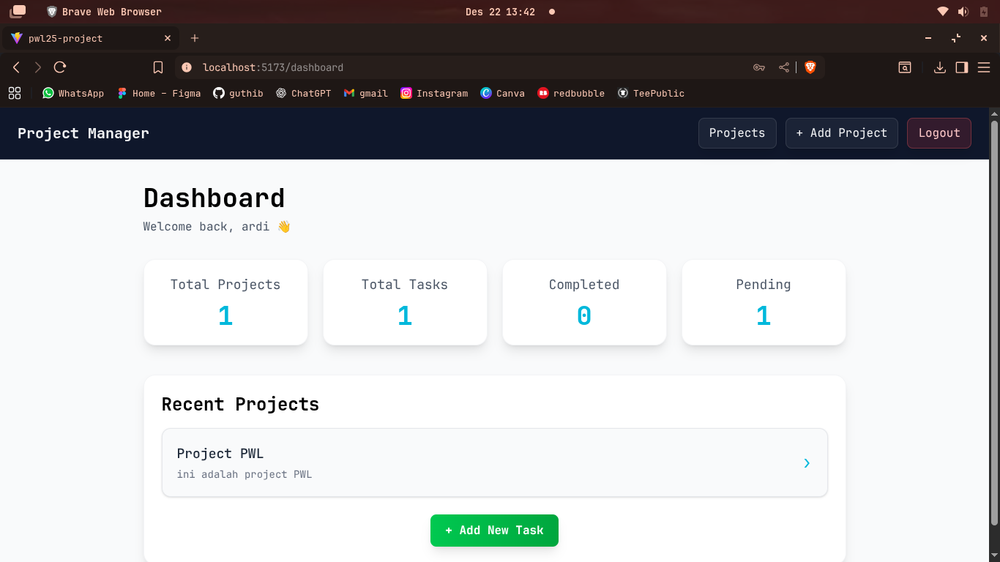 Brave Web Browser
Des 22 13:42
pwl25-project
localhost:5173/dashboard
WhatsApp
Home – Figma
guthib
ChatGPT
gmail
Instagram
Canva
redbubble
TeePublic
Project Manager
Projects
+ Add Project
Logout
Dashboard
Welcome back, ardi 👋
Total Projects
1
Total Tasks
1
Completed
0
Pending
1
Recent Projects
Project PWL
ini adalah project PWL
+ Add New Task